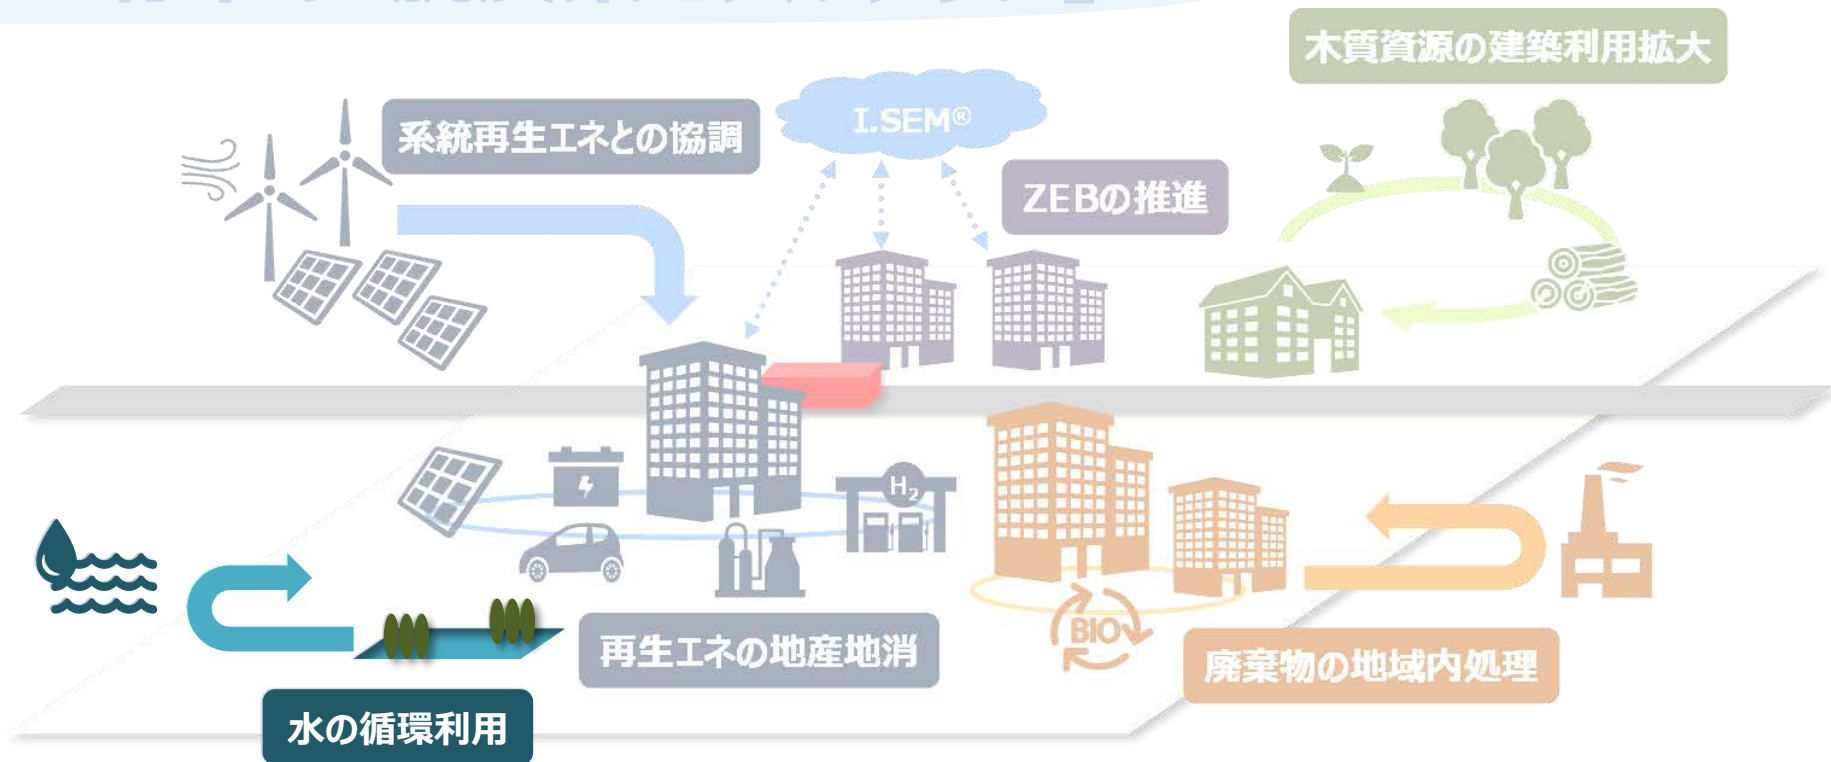 木質資源の建築利用拡大
I.SEM®
系統再生エネとの協調
ZEBの推進
H₂
再生エネの地産地消
BIO
廃棄物の地域内処理
水の循環利用